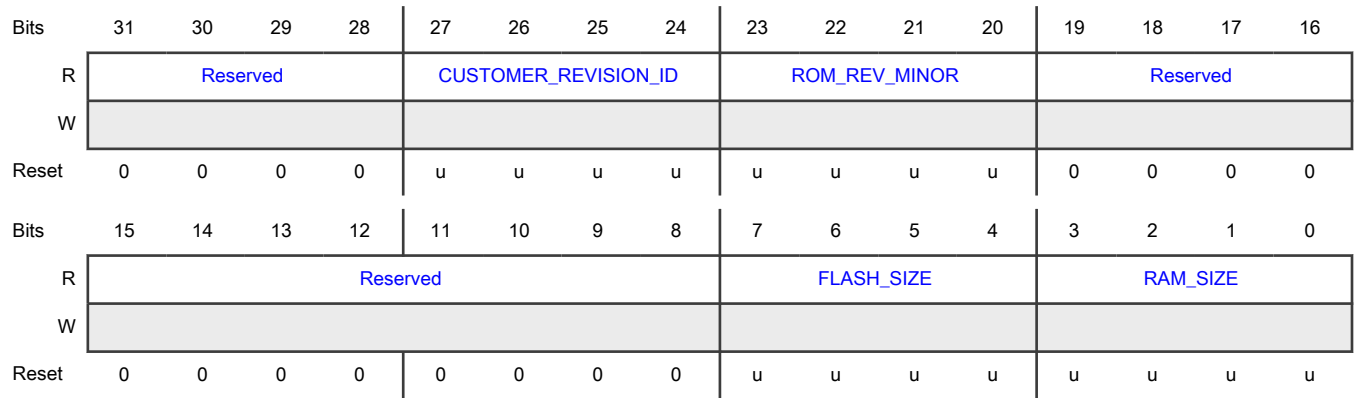 Bits 31 30 29 28 27 26 25 24 23 22 21 20 19 18 17 16
R Reserved CUSTOMER_REVISION_ID ROM_REV_MINOR Reserved
W
Reset 0 0 0 0 u u u u u u u u 0 0 0 0
Bits 15 14 13 12 11 10 9 8 7 6 5 4 3 2 1 0
R Reserved FLASH_SIZE RAM_SIZE
W
Reset 0 0 0 0 0 0 0 0 u u u u u u u u